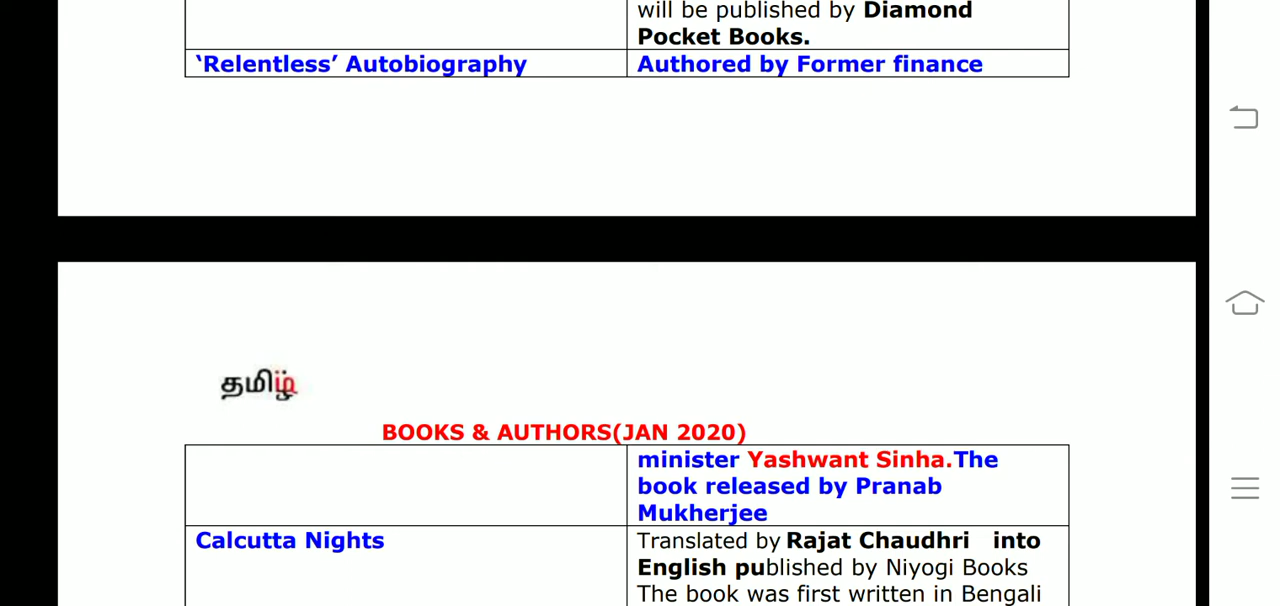 will be published by Diamond
Pocket Books.
‘Relentless’ Autobiography
Authored by Former finance
தமிழ்
BOOKS & AUTHORS(JAN 2020)
minister Yashwant Sinha.The
book released by Pranab
Mukherjee
Calcutta Nights
Translated by Rajat Chaudhri into
English published by Niyogi Books
The book was first written in Bengali